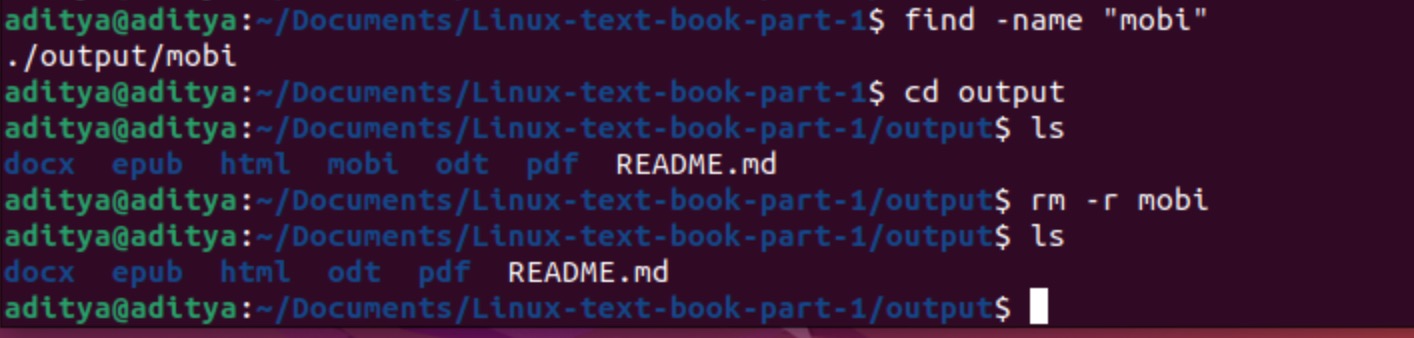 aditya@aditya:~/Documents/Linux-text-book-part-1$ find -name "mobi"
./output/mobi
aditya@aditya:~/Documents/Linux-text-book-part-1$ cd output
aditya@aditya:~/Documents/Linux-text-book-part-1/output$ ls
docx  epub  html  mobi  odt  pdf  README.md
aditya@aditya:~/Documents/Linux-text-book-part-1/output$ rm -r mobi
aditya@aditya:~/Documents/Linux-text-book-part-1/output$ ls
docx  epub  html  odt  pdf  README.md
aditya@aditya:~/Documents/Linux-text-book-part-1/output$